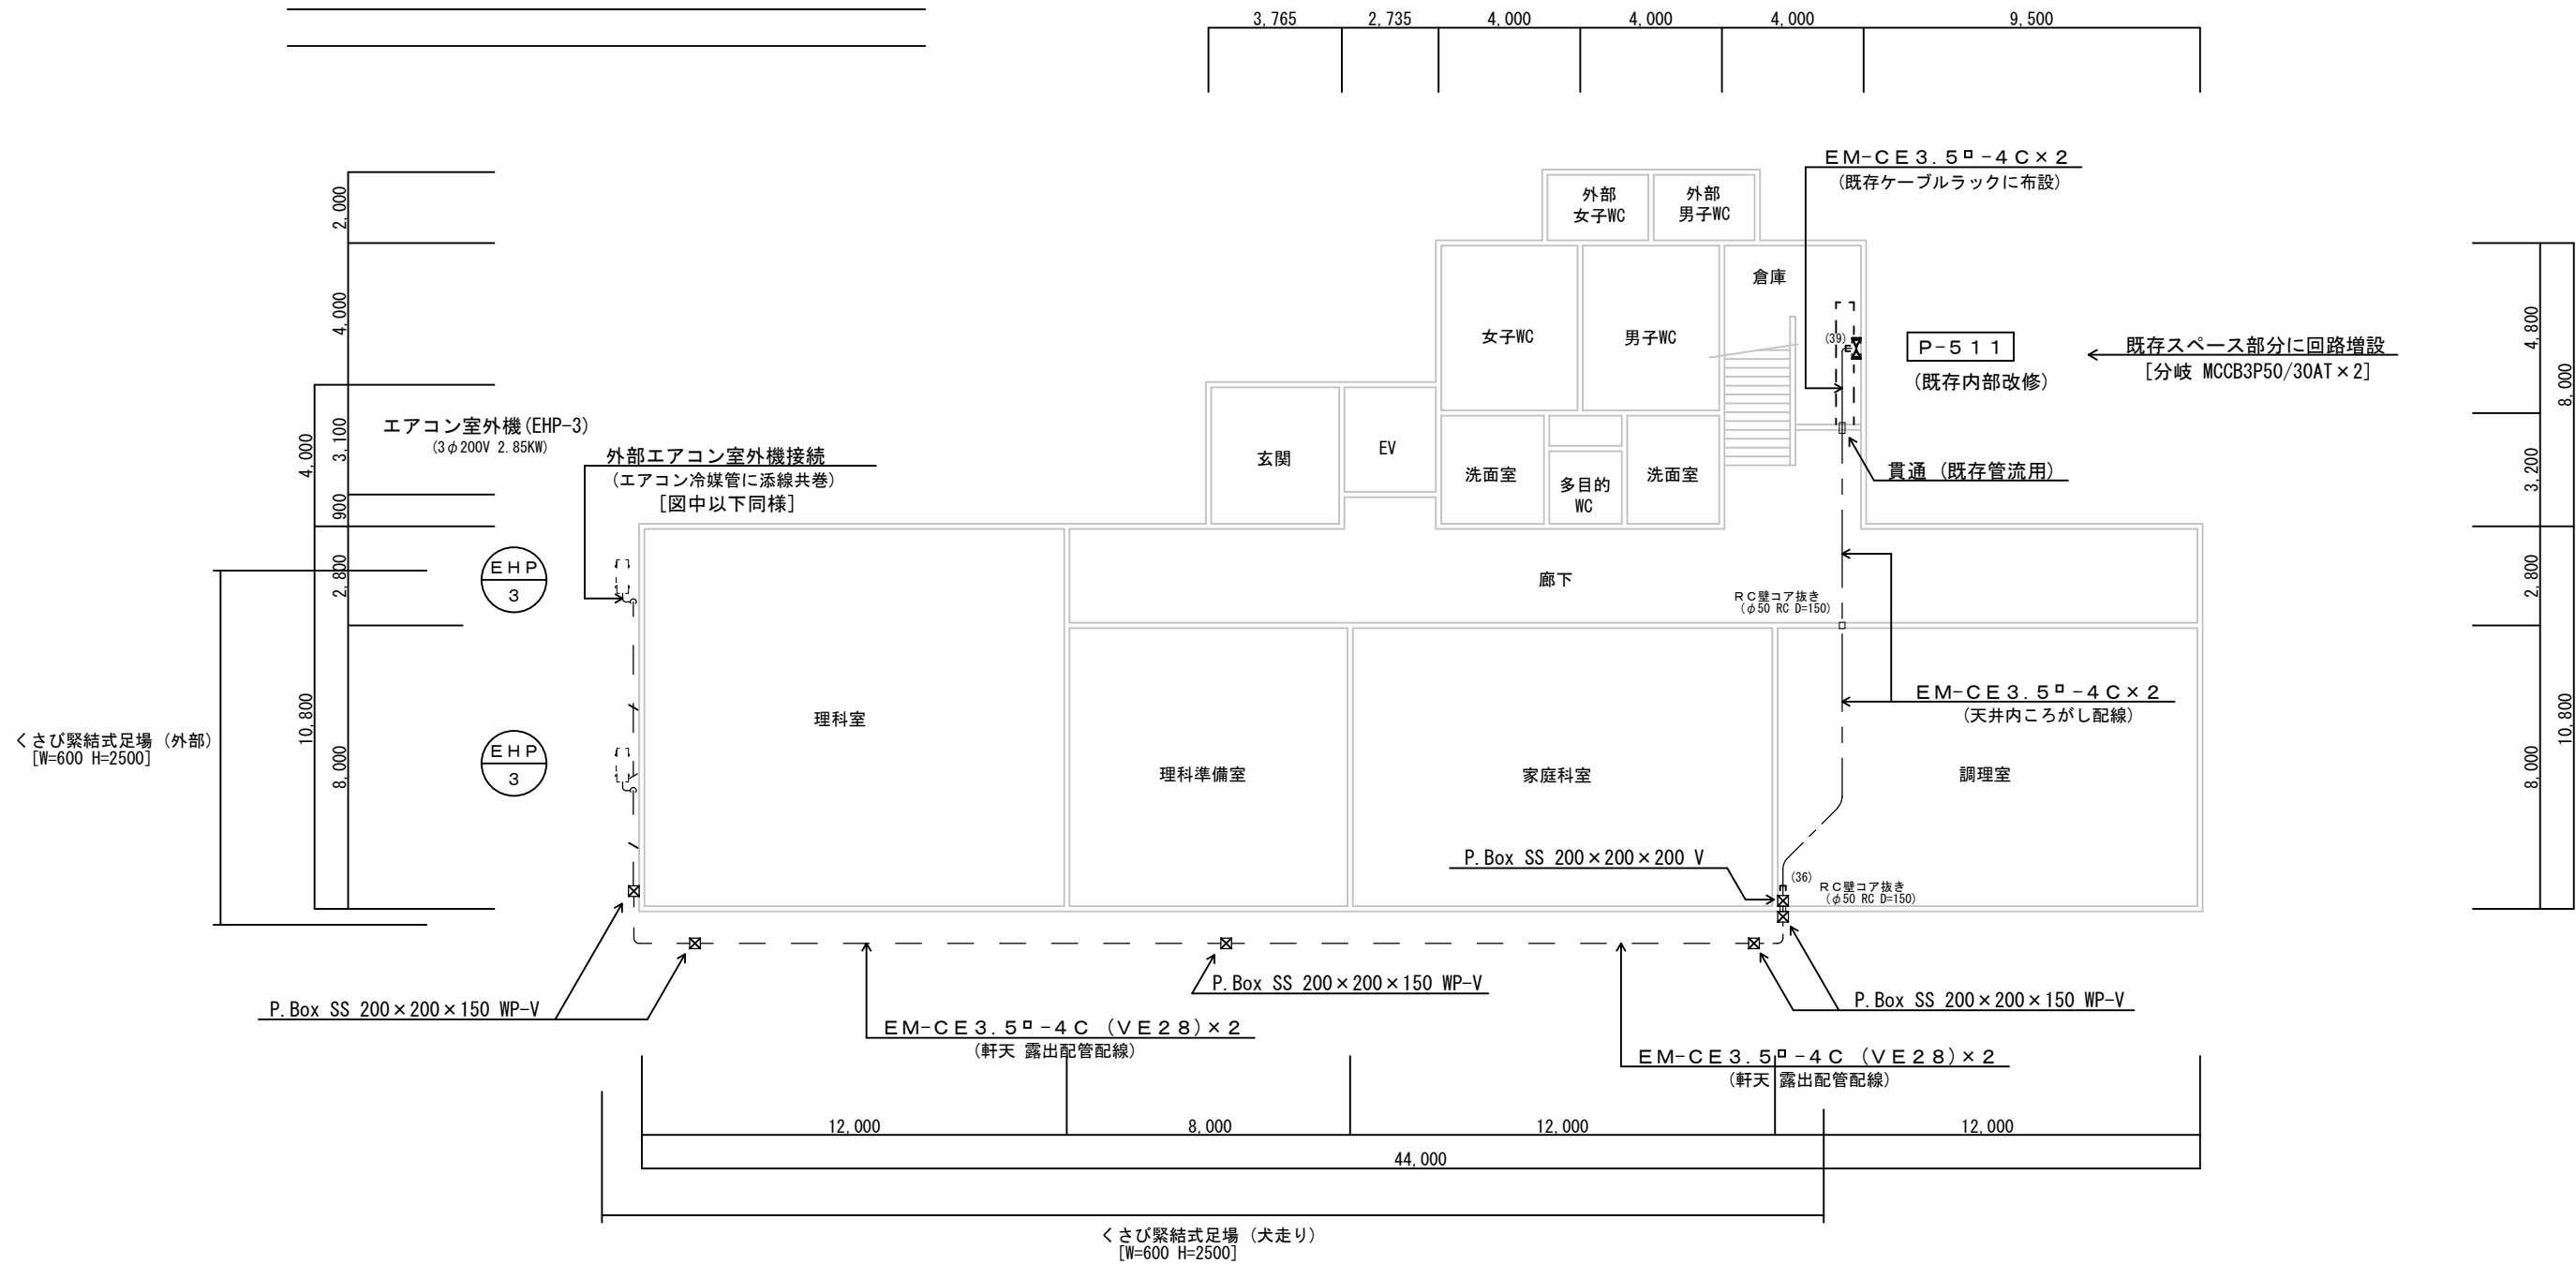 3,765
2,735
4,000
4,000
4,000
9,500
EM-CE3.5□-4C×2
(既存ケーブルラックに布設)
外部
女子WC
外部
男子WC
倉庫
女子WC
男子WC
(39)
P-511
(既存内部改修)
既存スペース部分に回路増設
[分岐 MCCB3P50/30AT×2]
2,000
4,000
3,100
900
2,800
8,000
4,000
10,800
エアコン室外機(EHP-3)
(3φ200V 2.85KW)
外部エアコン室外機接続
(エアコン冷媒管に添線共巻)
[図中以下同様]
玄関
EV
洗面室
多目的
WC
洗面室
貫通 (既存管流用)
4,800
3,200
2,800
8,000
8,000
10,800
EHP
3
EHP
3
廊下
RC壁コア抜き
(φ50 RC D=150)
EM-CE3.5□-4C×2
(天井内ころがし配線)
くさび緊結式足場 (外部)
[W=600 H=2500]
理科室
理科準備室
家庭科室
調理室
P.Box SS 200×200×200 V
(36)
RC壁コア抜き
(φ50 RC D=150)
P.Box SS 200×200×150 WP-V
P.Box SS 200×200×150 WP-V
P.Box SS 200×200×150 WP-V
EM-CE3.5□-4C (VE28)×2
(軒天 露出配管配線)
EM-CE3.5□-4C (VE28)×2
(軒天 露出配管配線)
12,000
8,000
12,000
12,000
44,000
くさび緊結式足場 (犬走り)
[W=600 H=2500]